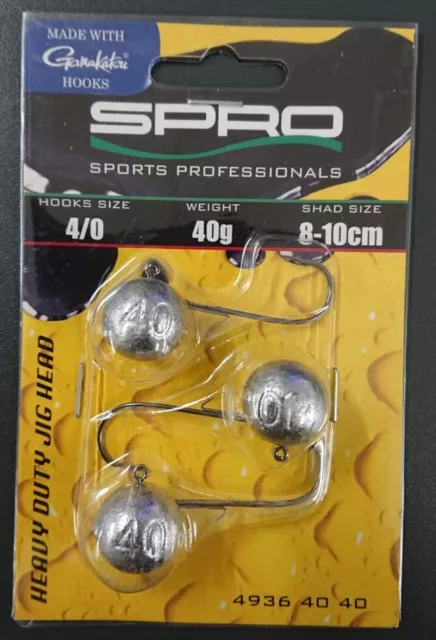 MADE WITH
Gamakatsu
HOOKS
SPRO
SPORTS PROFESSIONALS
HOOKS SIZE WEIGHT SHAD SIZE
4/0 40g 8-10cm
40
40
40
HEAVY DUTY JIG HEAD
4936 40 40